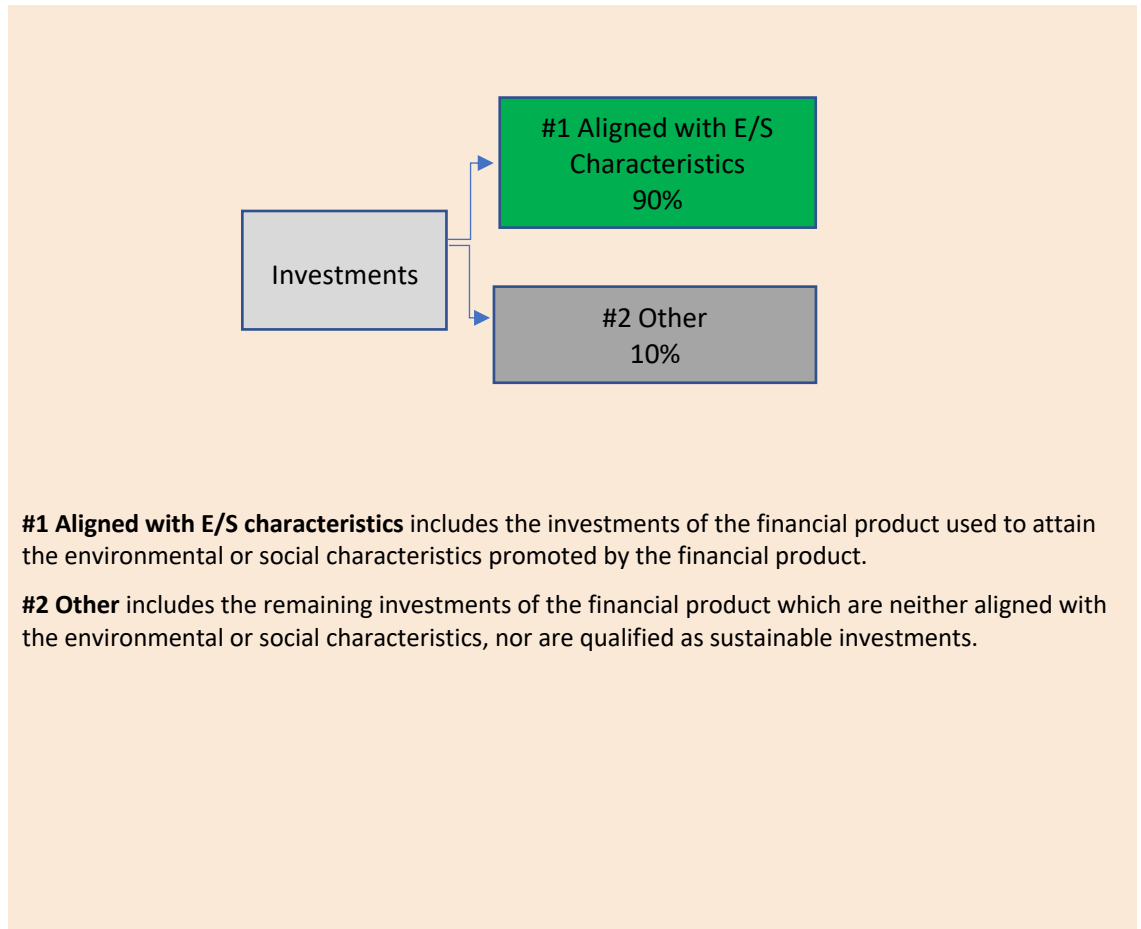 #1 Aligned with E/S
Characteristics
90%
Investments
#2 Other
10%
#1 Aligned with E/S characteristics includes the investments of the financial product used to attain
the environmental or social characteristics promoted by the financial product.
#2 Other includes the remaining investments of the financial product which are neither aligned with
the environmental or social characteristics, nor are qualified as sustainable investments.